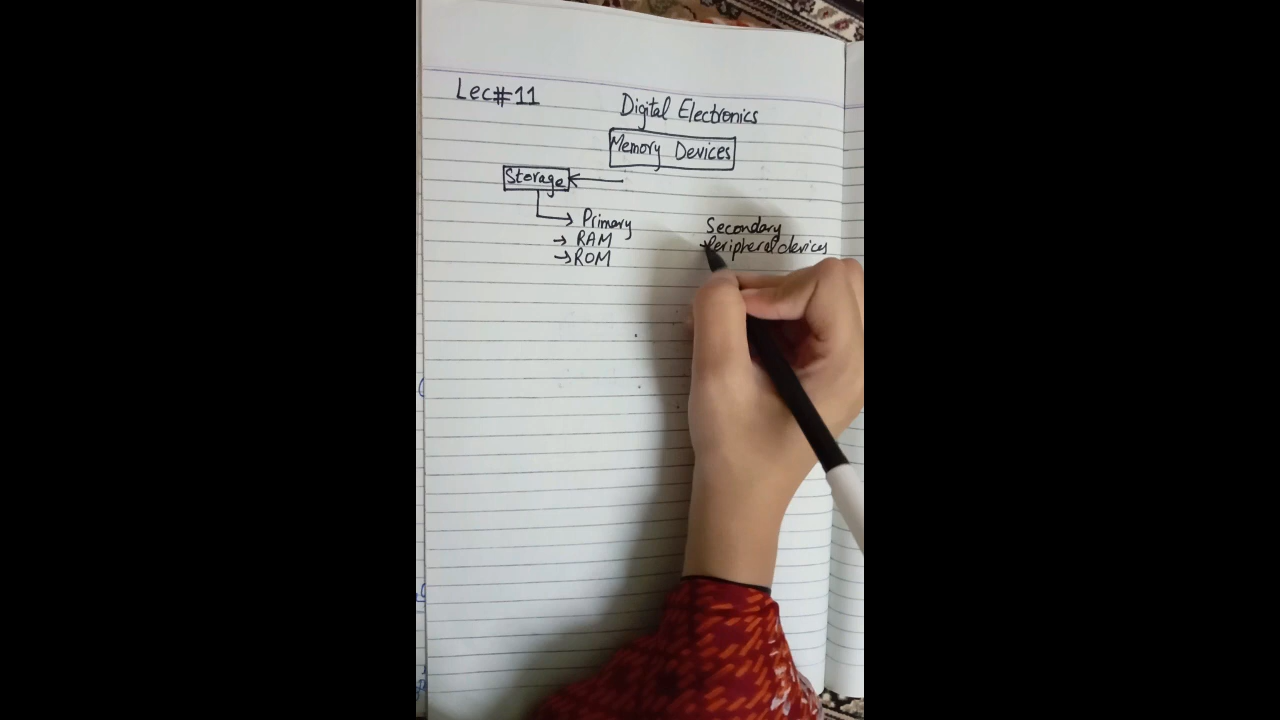 Lec#11
Digital Electronics
Memory Devices
Storage
→ Primary
Secondary
→ RAM
→ Peripheral devices
→ ROM